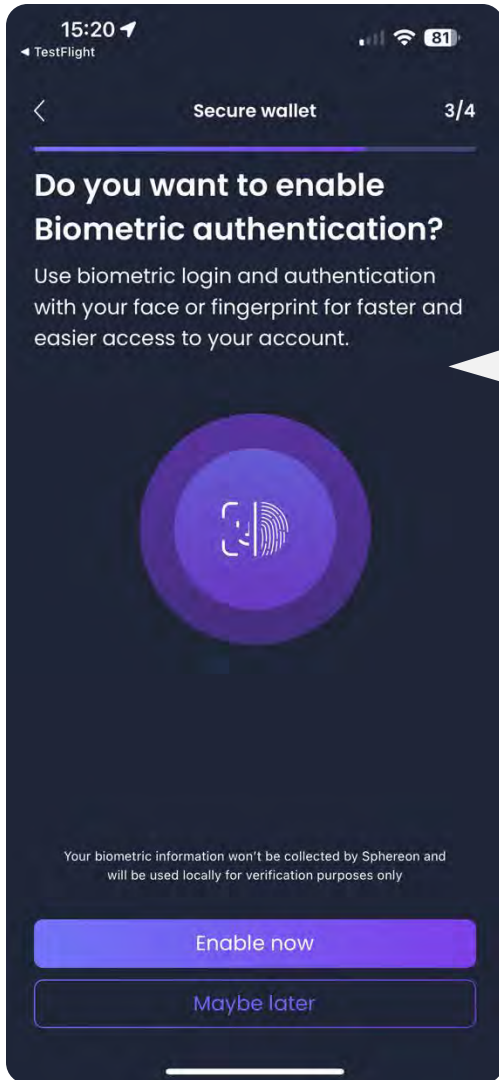 15:20
81
◀ TestFlight
Secure wallet
3/4
Do you want to enable
Biometric authentication?
Use biometric login and authentication
with your face or fingerprint for faster and
easier access to your account.
Your biometric information won't be collected by Sphereon and
will be used locally for verification purposes only
Enable now
Maybe later